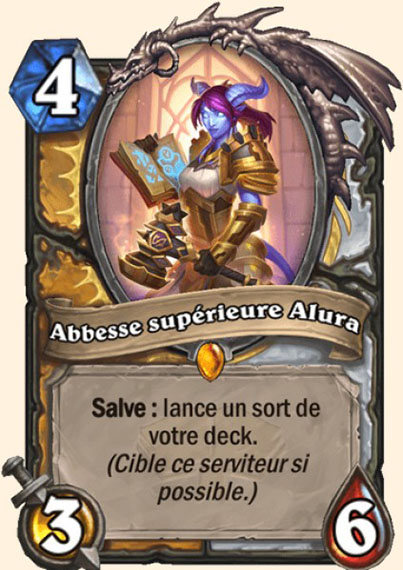 4
Abbesse supérieure Alura
Salve : lance un sort de
votre deck.
(Cible ce serviteur si
possible.)
3
6